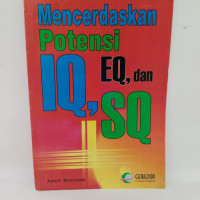 Mencerdaskan
Potensi
IQ, EQ, dan
SQ